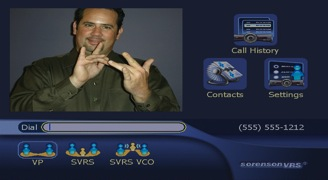 Call History
Contacts
Settings
Dial
(555) 555-1212
VP
SVRS
SVRS VCO
sorensonVRS®